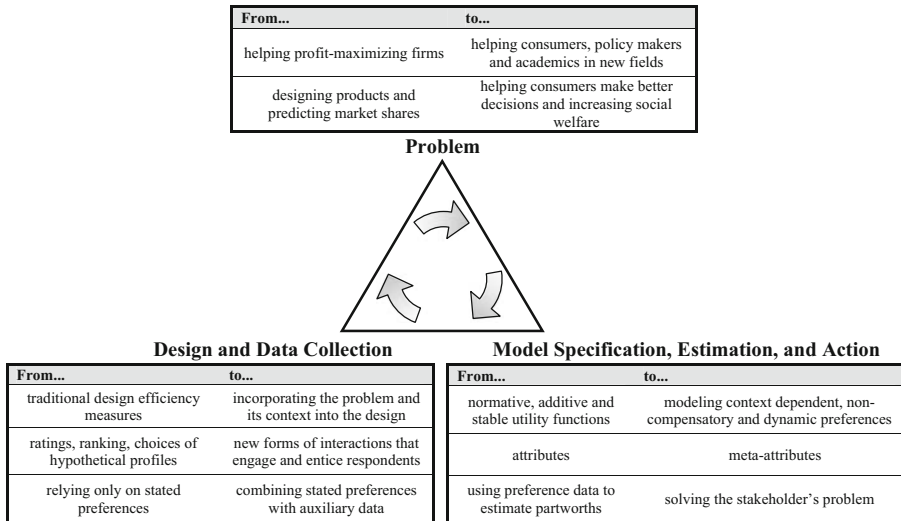 From... to...
helping profit-maximizing firms
helping consumers, policy makers
and academics in new fields
designing products and
predicting market shares
helping consumers make better
decisions and increasing social
welfare
Problem
Design and Data Collection
From... to...
traditional design efficiency
measures
incorporating the problem and
its context into the design
ratings, ranking, choices of
hypothetical profiles
new forms of interactions that
engage and entice respondents
relying only on stated
preferences
combining stated preferences
with auxiliary data
Model Specification, Estimation, and Action
From... to...
normative, additive and
stable utility functions
modeling context dependent, non-
compensatory and dynamic preferences
attributes
meta-attributes
using preference data to
estimate partworths
solving the stakeholder's problem